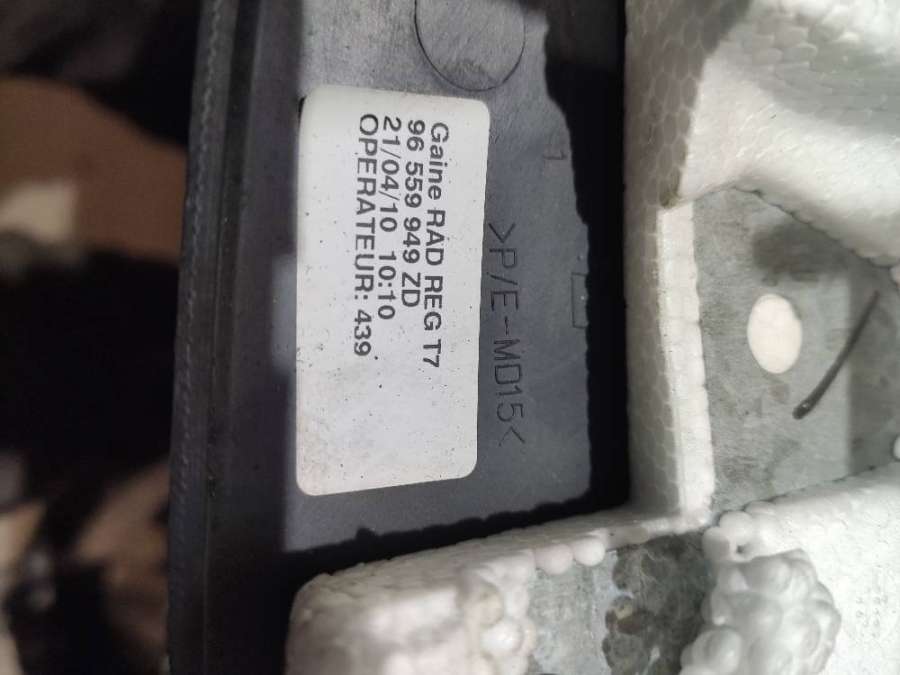 Gaine RAD REG T7
96 559 949 ZD
21/04/10 10:10
OPERATEUR: 439
>P/E-MD15<